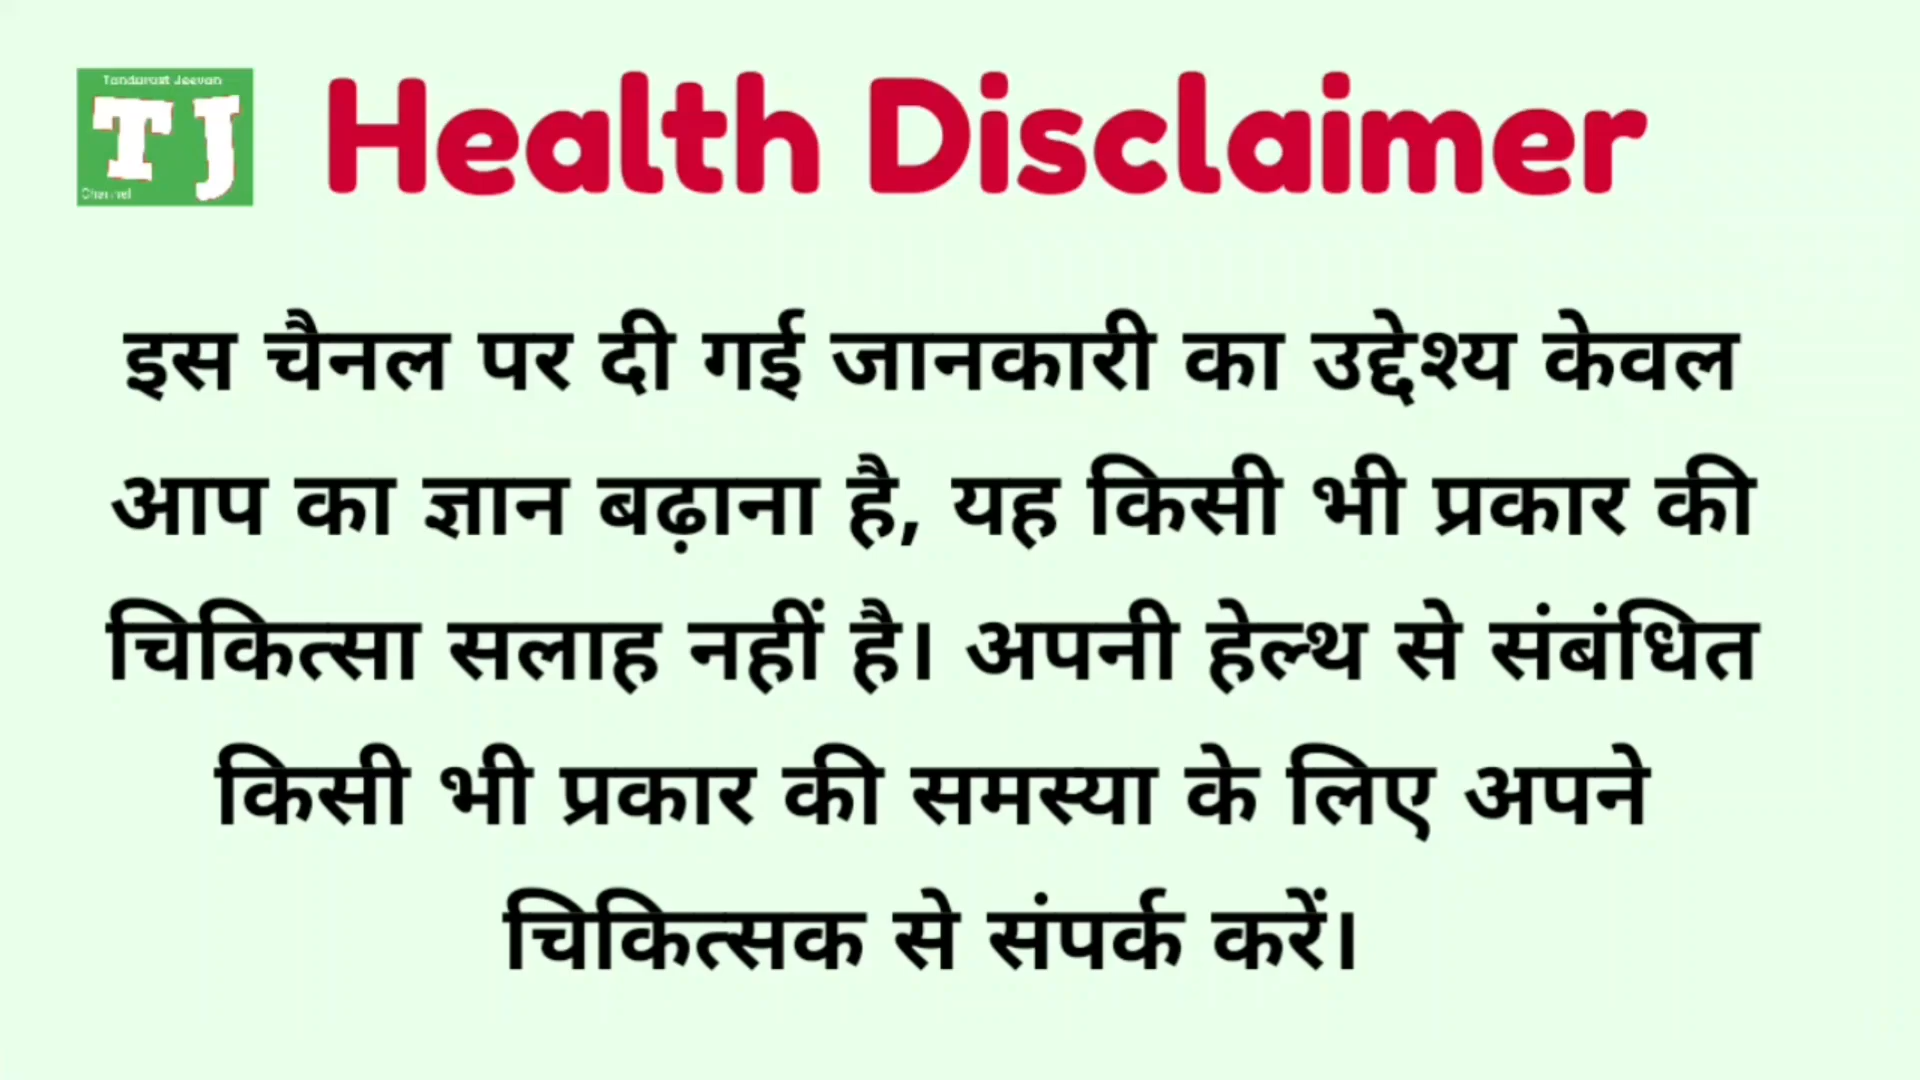 Tandurust Jeevan
TJ
Channel
Health Disclaimer
इस चैनल पर दी गई जानकारी का उद्देश्य केवल
आप का ज्ञान बढ़ाना है, यह किसी भी प्रकार की
चिकित्सा सलाह नहीं है। अपनी हेल्थ से संबंधित
किसी भी प्रकार की समस्या के लिए अपने
चिकित्सक से संपर्क करें।